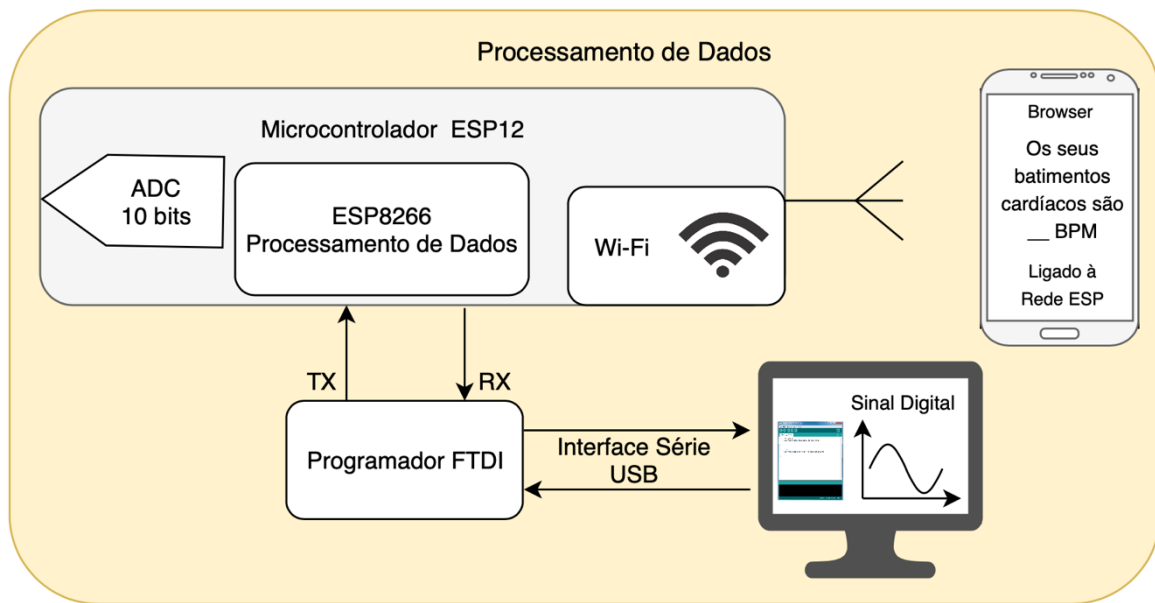 Processamento de Dados
Microcontrolador ESP12
ADC
10 bits
ESP8266
Processamento de Dados
Wi-Fi
Browser
Os seus
batimentos
cardíacos são
__ BPM
Ligado à
Rede ESP
TX
RX
Programador FTDI
Interface Série
USB
Sinal Digital